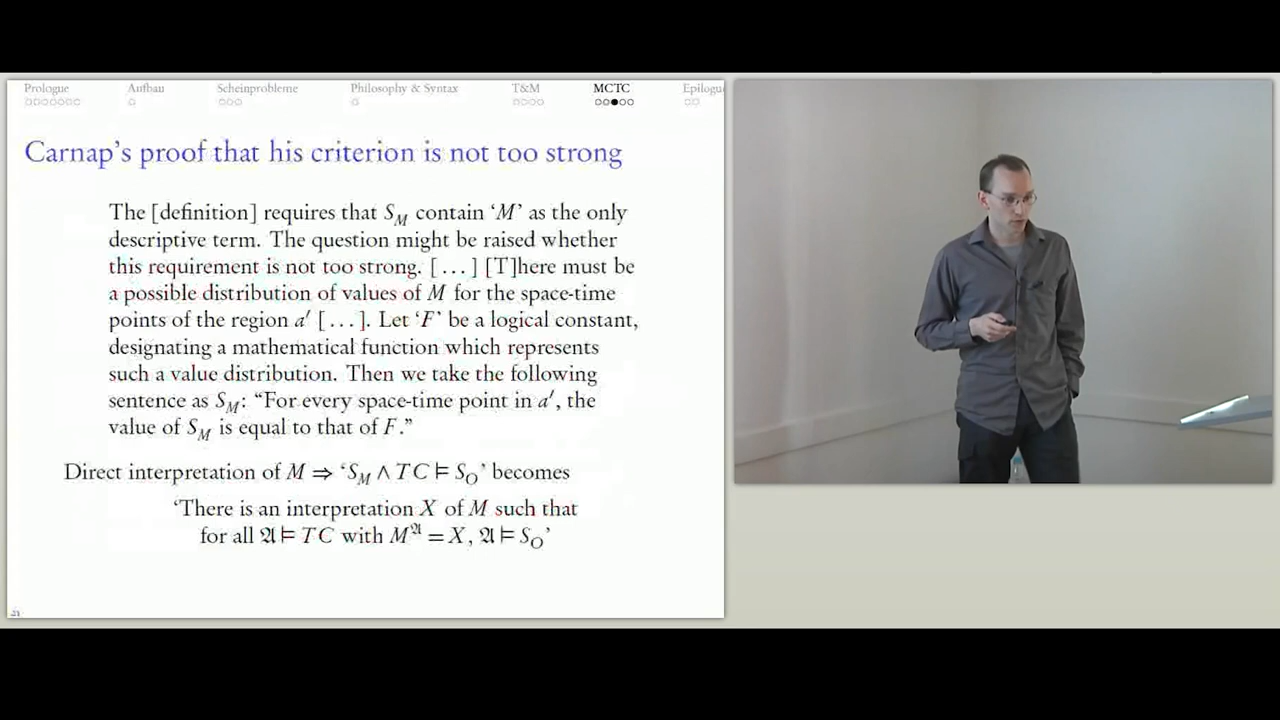 Prologue Aufbau Scheinprobleme Philosophy & Syntax T&M MCTC Epilogu
Carnap's proof that his criterion is not too strong
The [definition] requires that S_M contain 'M' as the only
descriptive term. The question might be raised whether
this requirement is not too strong. [...] [T]here must be
a possible distribution of values of M for the space-time
points of the region a′ [...]. Let 'F' be a logical constant,
designating a mathematical function which represents
such a value distribution. Then we take the following
sentence as S_M: "For every space-time point in a′, the
value of S_M is equal to that of F."
Direct interpretation of M ⇒ 'S_M ∧ TC ⊨ S_O' becomes
'There is an interpretation X of M such that
for all 𝔄 ⊨ TC with M^𝔄 = X, 𝔄 ⊨ S_O'